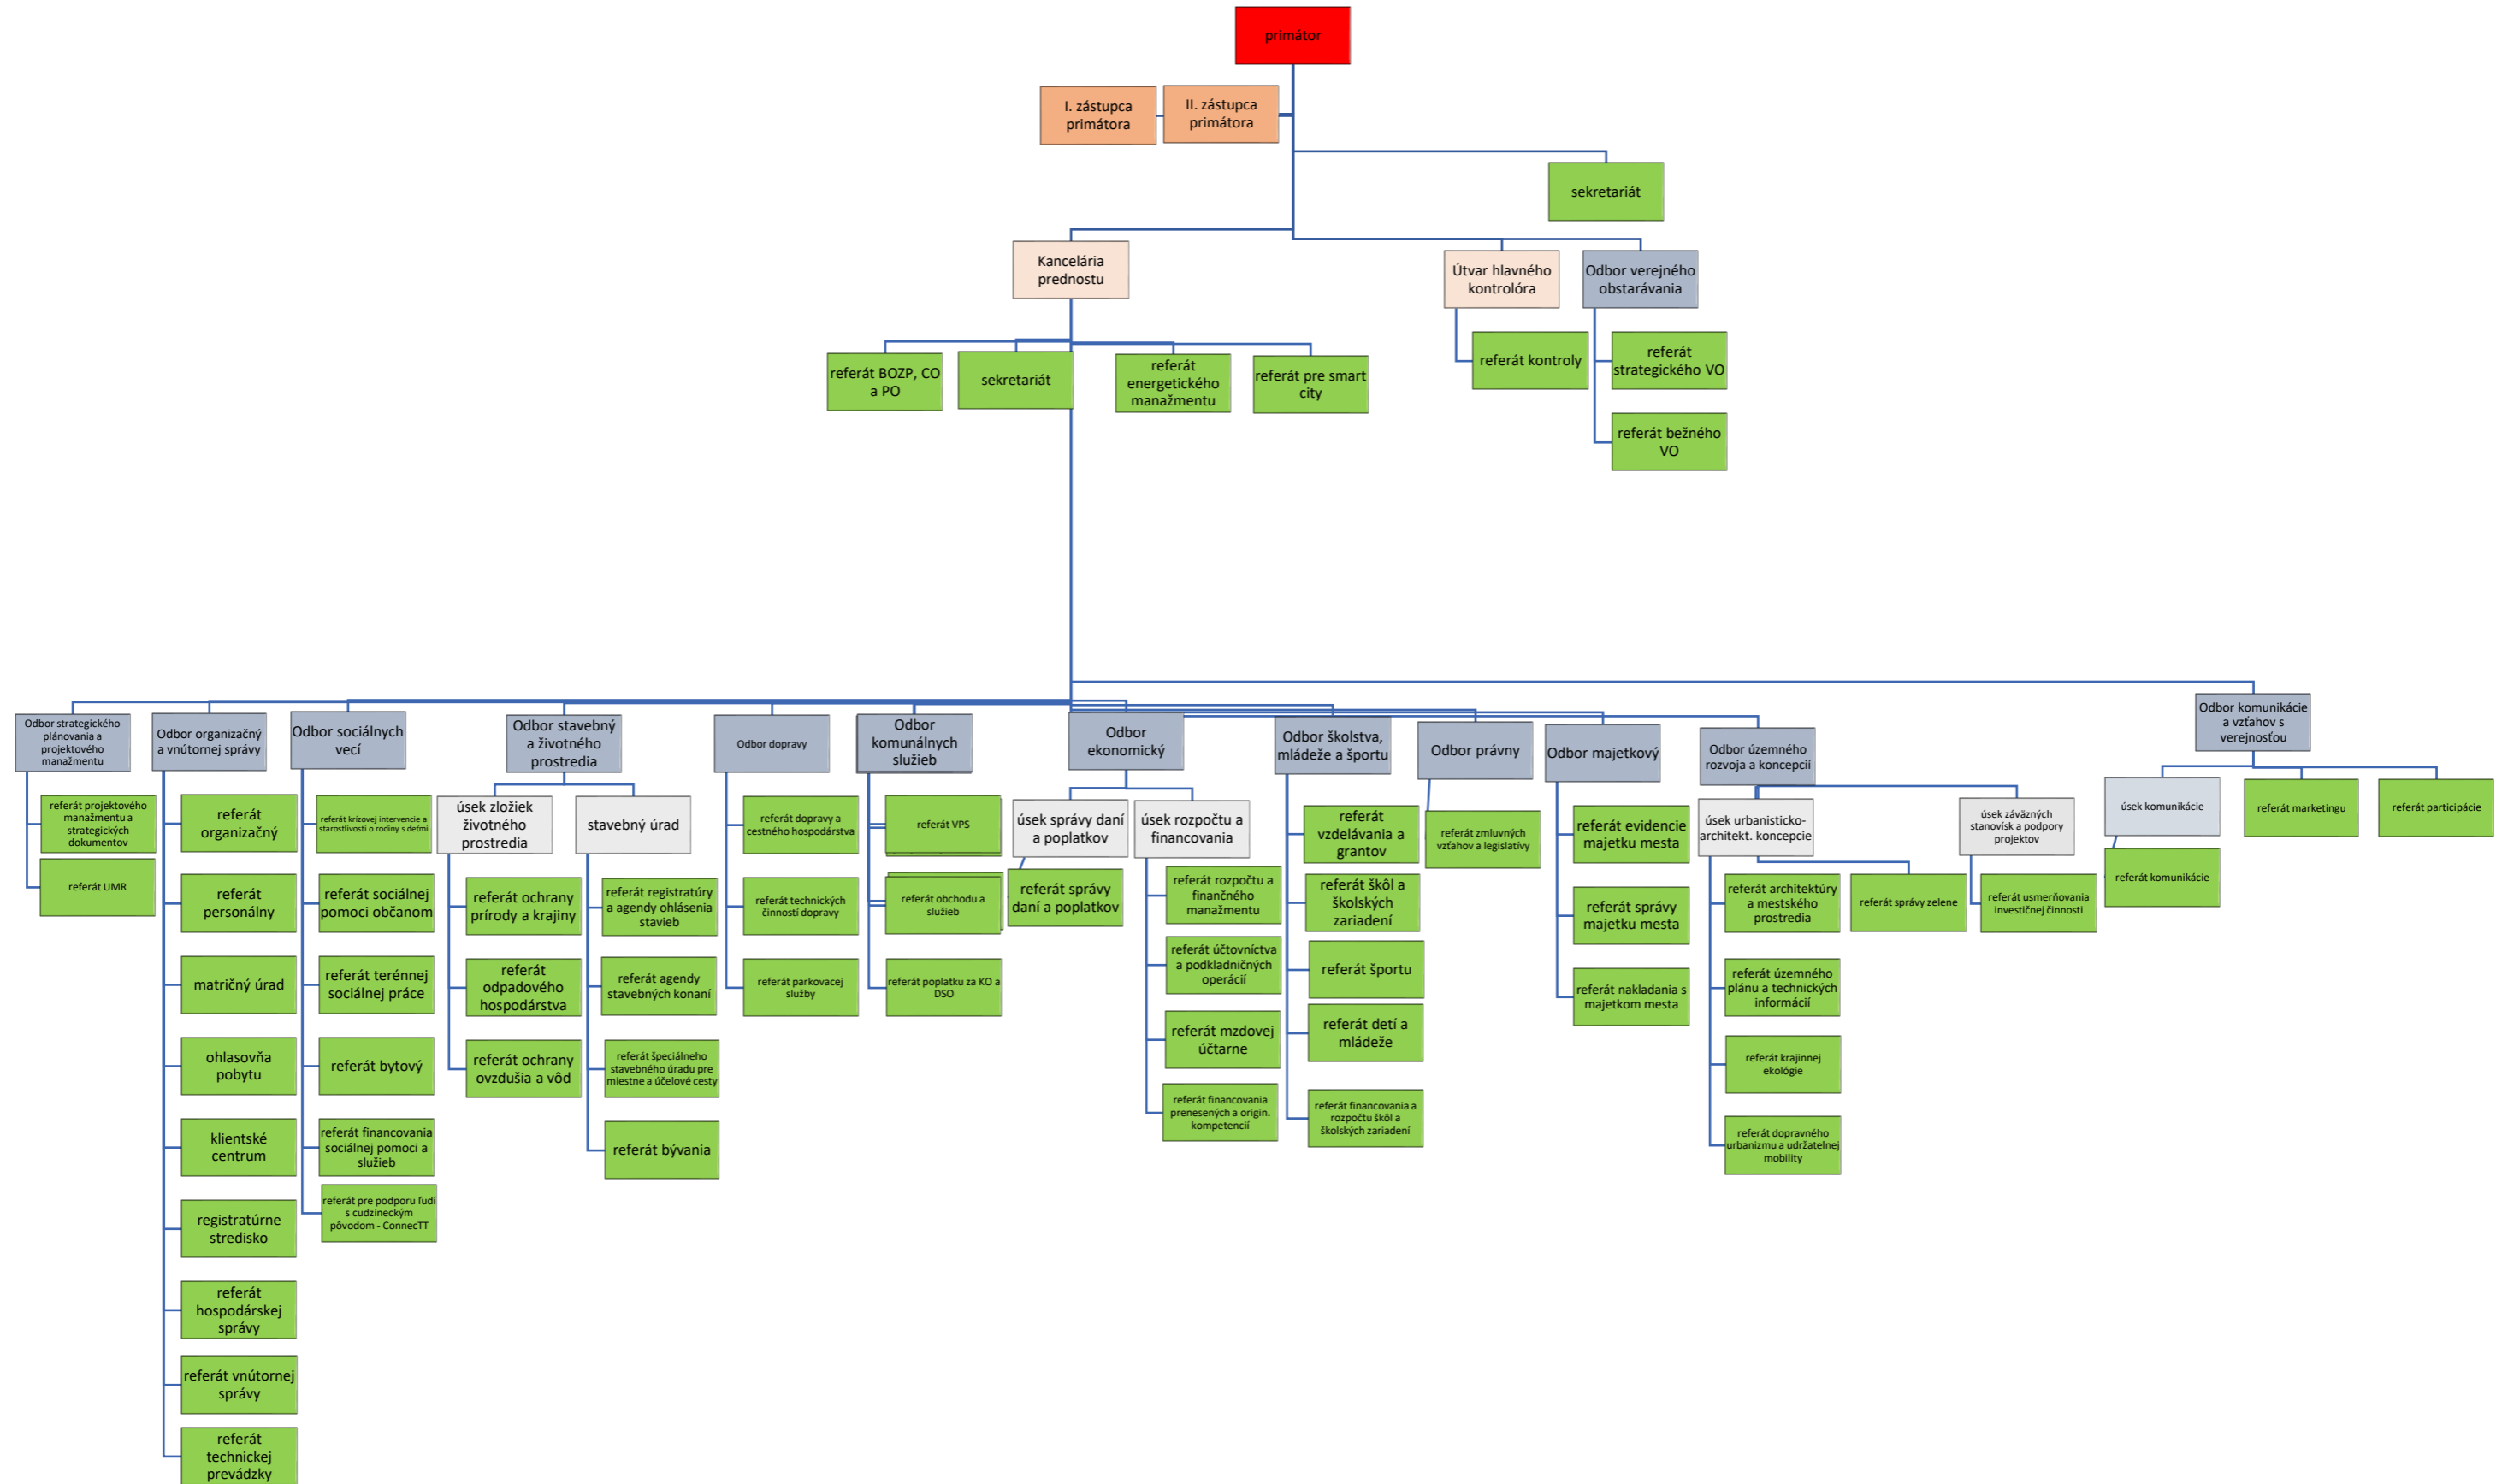 primátor
I. zástupca
primátora
II. zástupca
primátora
sekretariát
Kancelária
prednostu
Útvar hlavného
kontrolóra
Odbor verejného
obstarávania
referát BOZP, CO
a PO
sekretariát
referát
energetického
manažmentu
referát pre smart
city
referát kontroly
referát
strategického VO
referát bežného
VO
Odbor strategického
plánovania a
projektového
manažmentu
referát projektového
manažmentu a
strategických
dokumentov
referát UMR
Odbor organizačný
a vnútornej správy
referát
organizačný
referát
personálny
matričný úrad
ohlasovňa
pobytu
klientské
centrum
registratúrne
stredisko
referát
hospodárskej
správy
referát vnútornej
správy
referát
technickej
prevádzky
Odbor sociálnych
vecí
referát krízovej intervencie a
starostlivosti o rodiny s deťmi
referát sociálnej
pomoci občanom
referát terénnej
sociálnej práce
referát bytový
referát financovania
sociálnej pomoci a
služieb
referát pre podporu ľudí
s cudzineckým
pôvodom - ConnecTT
Odbor stavebný
a životného
prostredia
úsek zložiek
životného
prostredia
referát ochrany
prírody a krajiny
referát
odpadového
hospodárstva
referát ochrany
ovzdušia a vôd
stavebný úrad
referát registratúry
a agendy ohlásenia
stavieb
referát agendy
stavebných konaní
referát špeciálneho
stavebného úradu pre
miestne a účelové cesty
referát bývania
Odbor dopravy
referát dopravy a
cestného hospodárstva
referát technických
činností dopravy
referát parkovacej
služby
Odbor
komunálnych
služieb
referát VPS
referát obchodu a
služieb
referát poplatku za KO a
DSO
Odbor
ekonomický
úsek správy daní
a poplatkov
referát správy
daní a poplatkov
úsek rozpočtu a
financovania
referát rozpočtu a
finančného
manažmentu
referát účtovníctva
a podkladničných
operácií
referát mzdovej
účtarne
referát financovania
prenesených a origin.
kompetencií
Odbor školstva,
mládeže a športu
referát
vzdelávania a
grantov
referát škôl a
školských
zariadení
referát športu
referát detí a
mládeže
referát financovania a
rozpočtu škôl a
školských zariadení
Odbor právny
referát zmluvných
vzťahov a legislatívy
Odbor majetkový
referát evidencie
majetku mesta
referát správy
majetku mesta
referát nakladania s
majetkom mesta
Odbor územného
rozvoja a koncepcií
úsek urbanisticko-
architekt. koncepcie
referát architektúry
a mestského
prostredia
referát územného
plánu a technických
informácií
referát krajinnej
ekológie
referát dopravného
urbanizmu a udržatelnej
mobility
referát správy zelene
úsek záväzných
stanovísk a podpory
projektov
referát usmerňovania
investičnej činnosti
Odbor komunikácie
a vzťahov s
verejnosťou
úsek komunikácie
referát komunikácie
referát marketingu
referát participácie